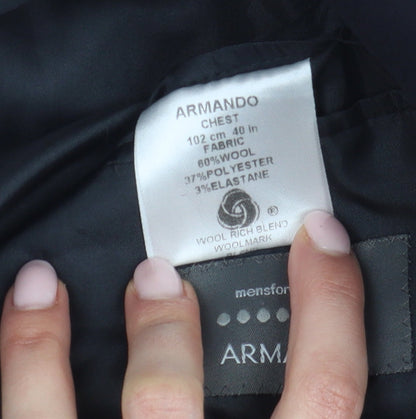 ARMANDO
CHEST
102 cm 40 in
FABRIC
60%WOOL
37%POLYESTER
3%ELASTANE
®
WOOL RICH BLEND
WOOLMARK
mensfor
ARMA